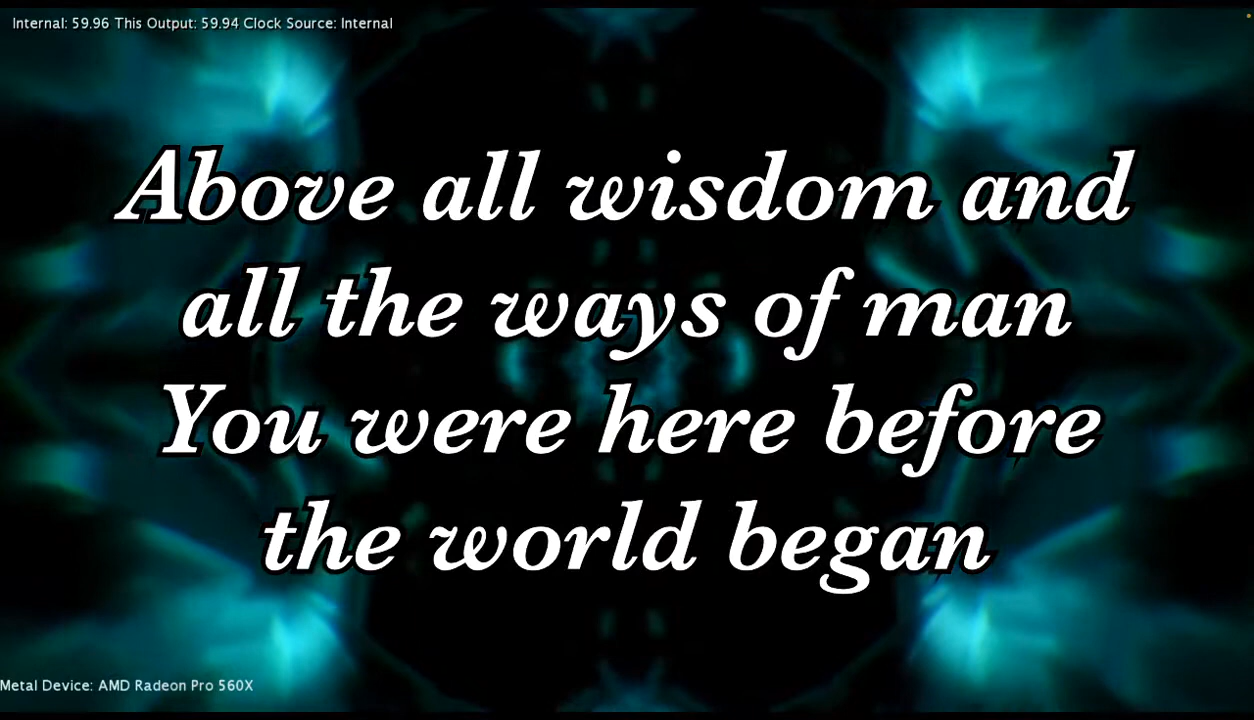 Internal: 59.96 This Output: 59.94 Clock Source: Internal
Above all wisdom and
all the ways of man
You were here before
the world began
Metal Device: AMD Radeon Pro 560X